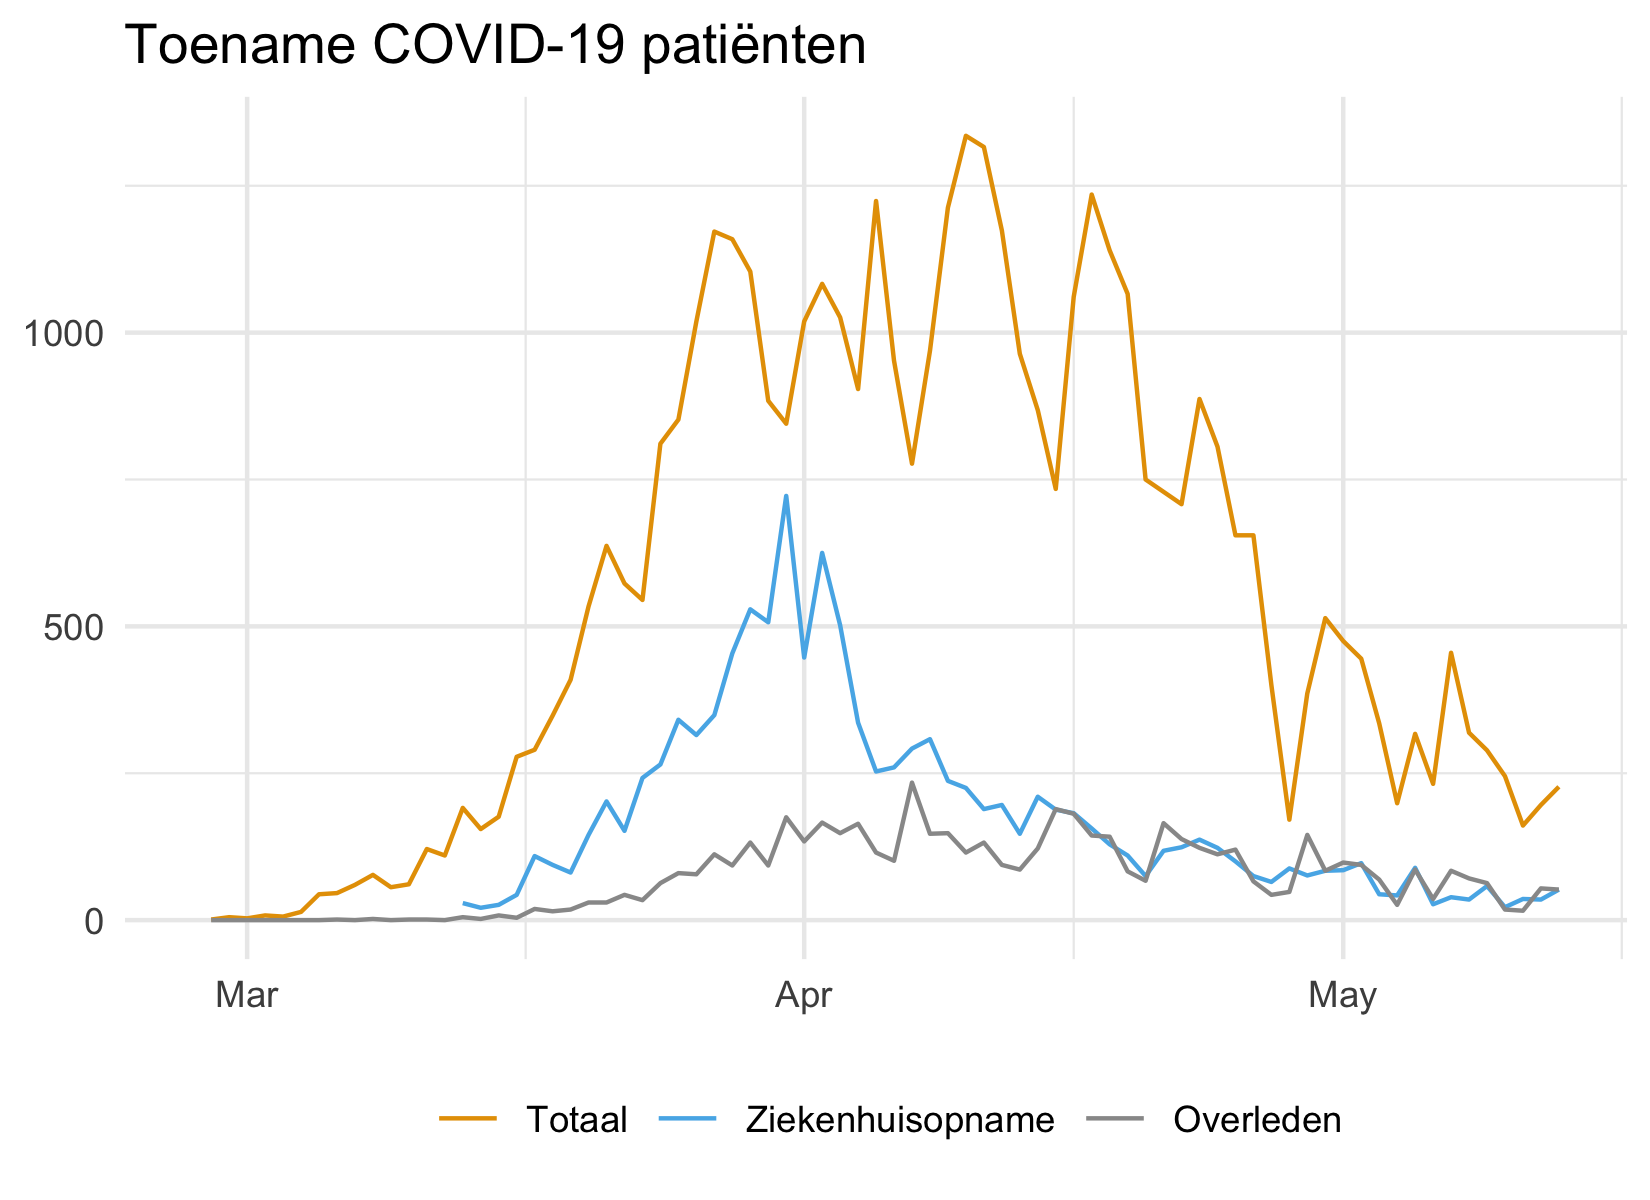 Toename COVID-19 patiënten
1000
500
0
Mar Apr May
Totaal Ziekenhuisopname Overleden